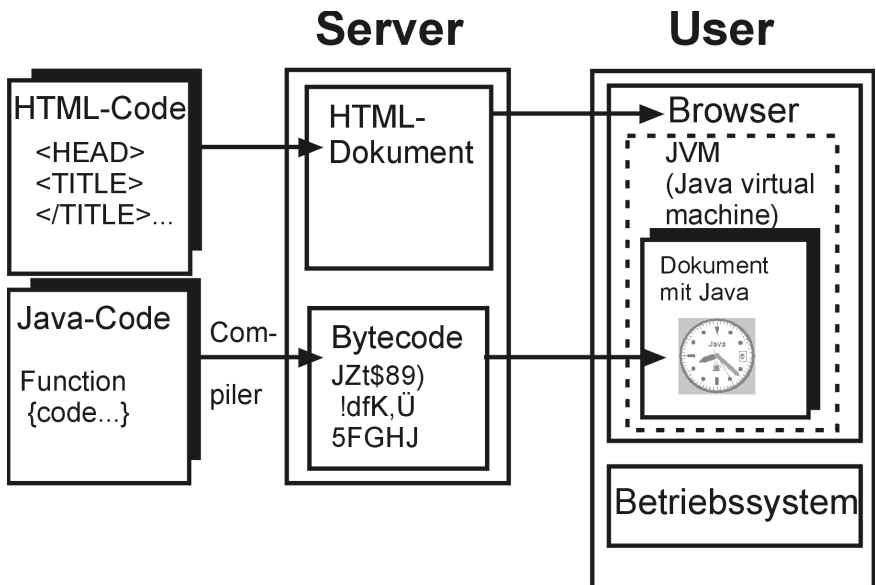 Server
User
HTML-Code
<HEAD>
<TITLE>
</TITLE>...
Java-Code
Function
{code...}
Com-
piler
HTML-
Dokument
Bytecode
JZt$89)
!dfK,Ü
5FGHJ
Browser
JVM
(Java virtual
machine)
Dokument
mit Java
Java
Betriebssystem